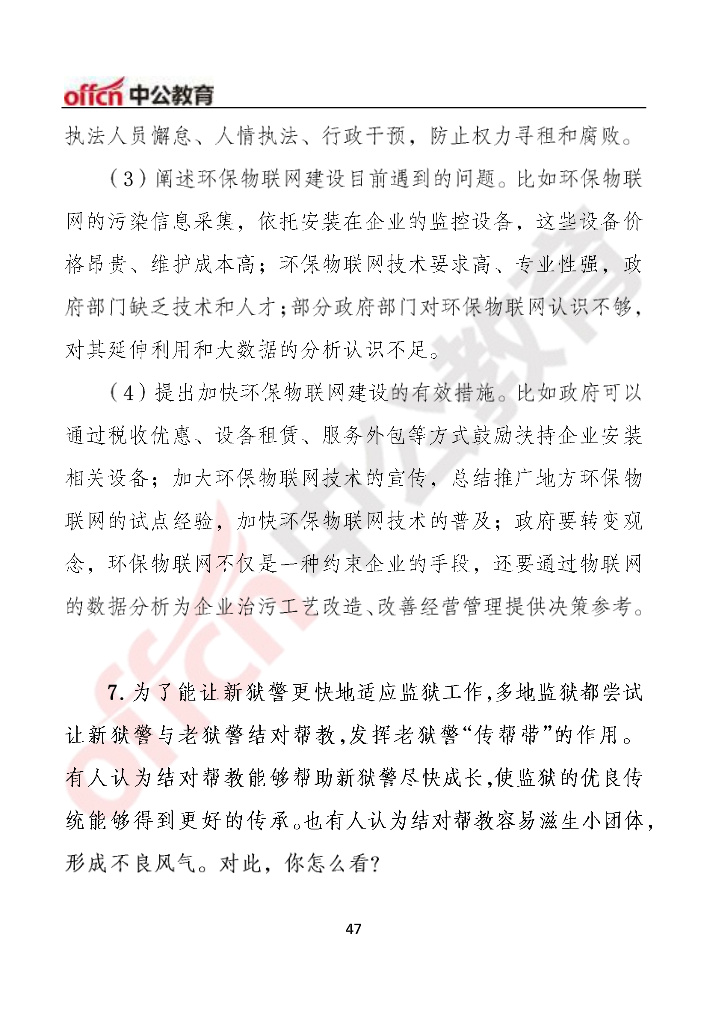 offcn 中公教育
执法人员懈怠、人情执法、行政干预，防止权力寻租和腐败。
（3）阐述环保物联网建设目前遇到的问题。比如环保物联
网的污染信息采集，依托安装在企业的监控设备，这些设备价
格昂贵、维护成本高；环保物联网技术要求高、专业性强，政
府部门缺乏技术和人才；部分政府部门对环保物联网认识不够，
对其延伸利用和大数据的分析认识不足。
（4）提出加快环保物联网建设的有效措施。比如政府可以
通过税收优惠、设备租赁、服务外包等方式鼓励扶持企业安装
相关设备；加大环保物联网技术的宣传，总结推广地方环保物
联网的试点经验，加快环保物联网技术的普及；政府要转变观
念，环保物联网不仅是一种约束企业的手段，还要通过物联网
的数据分析为企业治污工艺改造、改善经营管理提供决策参考。
7. 为了能让新狱警更快地适应监狱工作，多地监狱都尝试
让新狱警与老狱警结对帮教，发挥老狱警“传帮带”的作用。
有人认为结对帮教能够帮助新狱警尽快成长，使监狱的优良传
统能够得到更好的传承。也有人认为结对帮教容易滋生小团体，
形成不良风气。对此，你怎么看？
offcn 中公教育
47